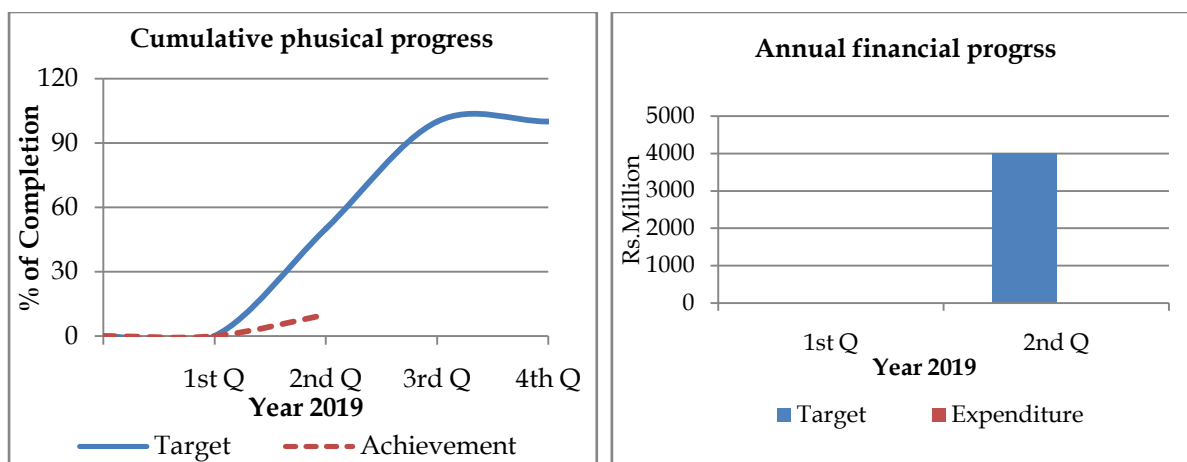 Cumulative phusical progress
120
90
60
30
0
% of Completion
1st Q 2nd Q 3rd Q 4th Q
Year 2019
Target Achievement
Annual financial progrss
5000
4000
3000
2000
1000
0
Rs.Million
1st Q 2nd Q
Year 2019
Target Expenditure